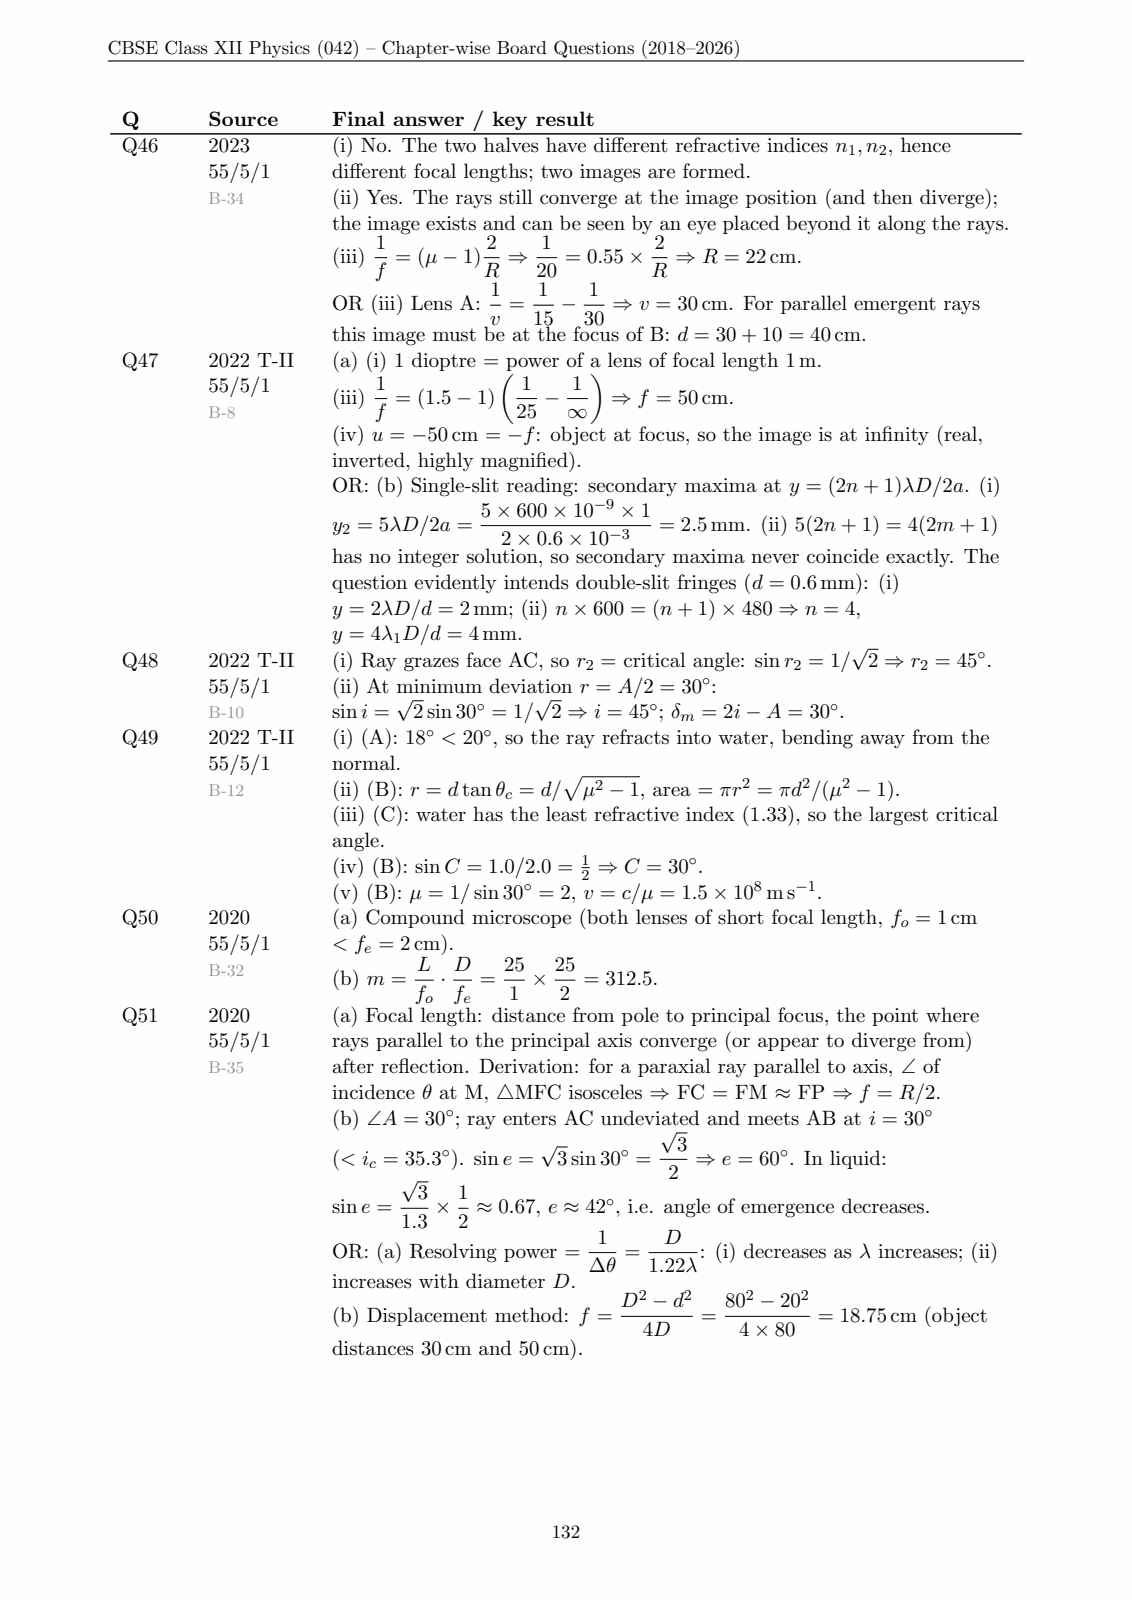 CBSE Class XII Physics (042) – Chapter-wise Board Questions (2018–2026)
Q Source Final answer / key result
Q46 2023 (i) No. The two halves have different refractive indices n₁, n₂, hence
55/5/1 different focal lengths; two images are formed.
B-34 (ii) Yes. The rays still converge at the image position (and then diverge);
the image exists and can be seen by an eye placed beyond it along the rays.
(iii) 1/f = (μ − 1) 2/R ⇒ 1/20 = 0.55 × 2/R ⇒ R = 22 cm.
OR (iii) Lens A: 1/v = 1/15 − 1/30 ⇒ v = 30 cm. For parallel emergent rays
this image must be at the focus of B: d = 30 + 10 = 40 cm.
Q47 2022 T-II (a) (i) 1 dioptre = power of a lens of focal length 1 m.
55/5/1 (iii) 1/f = (1.5 − 1) (1/25 − 1/∞) ⇒ f = 50 cm.
B-8
(iv) u = −50 cm = −f: object at focus, so the image is at infinity (real,
inverted, highly magnified).
OR: (b) Single-slit reading: secondary maxima at y = (2n + 1)λD/2a. (i)
y₂ = 5λD/2a = (5 × 600 × 10⁻⁹ × 1)/(2 × 0.6 × 10⁻³) = 2.5 mm. (ii) 5(2n + 1) = 4(2m + 1)
has no integer solution, so secondary maxima never coincide exactly. The
question evidently intends double-slit fringes (d = 0.6 mm): (i)
y = 2λD/d = 2 mm; (ii) n × 600 = (n + 1) × 480 ⇒ n = 4,
y = 4λ₁D/d = 4 mm.
Q48 2022 T-II (i) Ray grazes face AC, so r₂ = critical angle: sin r₂ = 1/√2 ⇒ r₂ = 45°.
55/5/1 (ii) At minimum deviation r = A/2 = 30°:
B-10 sin i = √2 sin 30° = 1/√2 ⇒ i = 45°; δₘ = 2i − A = 30°.
Q49 2022 T-II (i) (A): 18° < 20°, so the ray refracts into water, bending away from the
55/5/1 normal.
B-12 (ii) (B): r = d tan θ_c = d/√(μ² − 1), area = πr² = πd²/(μ² − 1).
(iii) (C): water has the least refractive index (1.33), so the largest critical
angle.
(iv) (B): sin C = 1.0/2.0 = 1/2 ⇒ C = 30°.
(v) (B): μ = 1/ sin 30° = 2, v = c/μ = 1.5 × 10⁸ m s⁻¹.
Q50 2020 (a) Compound microscope (both lenses of short focal length, fₒ = 1 cm
55/5/1 < fₑ = 2 cm).
B-32 (b) m = L/fₒ · D/fₑ = 25/1 × 25/2 = 312.5.
Q51 2020 (a) Focal length: distance from pole to principal focus, the point where
55/5/1 rays parallel to the principal axis converge (or appear to diverge from)
B-35 after reflection. Derivation: for a paraxial ray parallel to axis, ∠ of
incidence θ at M, △MFC isosceles ⇒ FC = FM ≈ FP ⇒ f = R/2.
(b) ∠A = 30°; ray enters AC undeviated and meets AB at i = 30°
(< i_c = 35.3°). sin e = √3 sin 30° = √3/2 ⇒ e = 60°. In liquid:
sin e = √3/1.3 × 1/2 ≈ 0.67, e ≈ 42°, i.e. angle of emergence decreases.
OR: (a) Resolving power = 1/Δθ = D/1.22λ: (i) decreases as λ increases; (ii)
increases with diameter D.
(b) Displacement method: f = (D² − d²)/4D = (80² − 20²)/(4 × 80) = 18.75 cm (object
distances 30 cm and 50 cm).
132